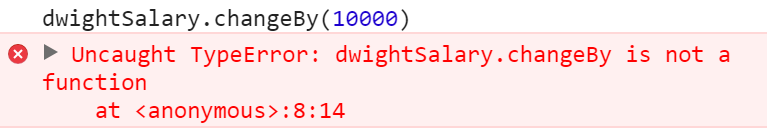 dwightSalary.changeBy(10000)
Uncaught TypeError: dwightSalary.changeBy is not a
function
at <anonymous>:8:14